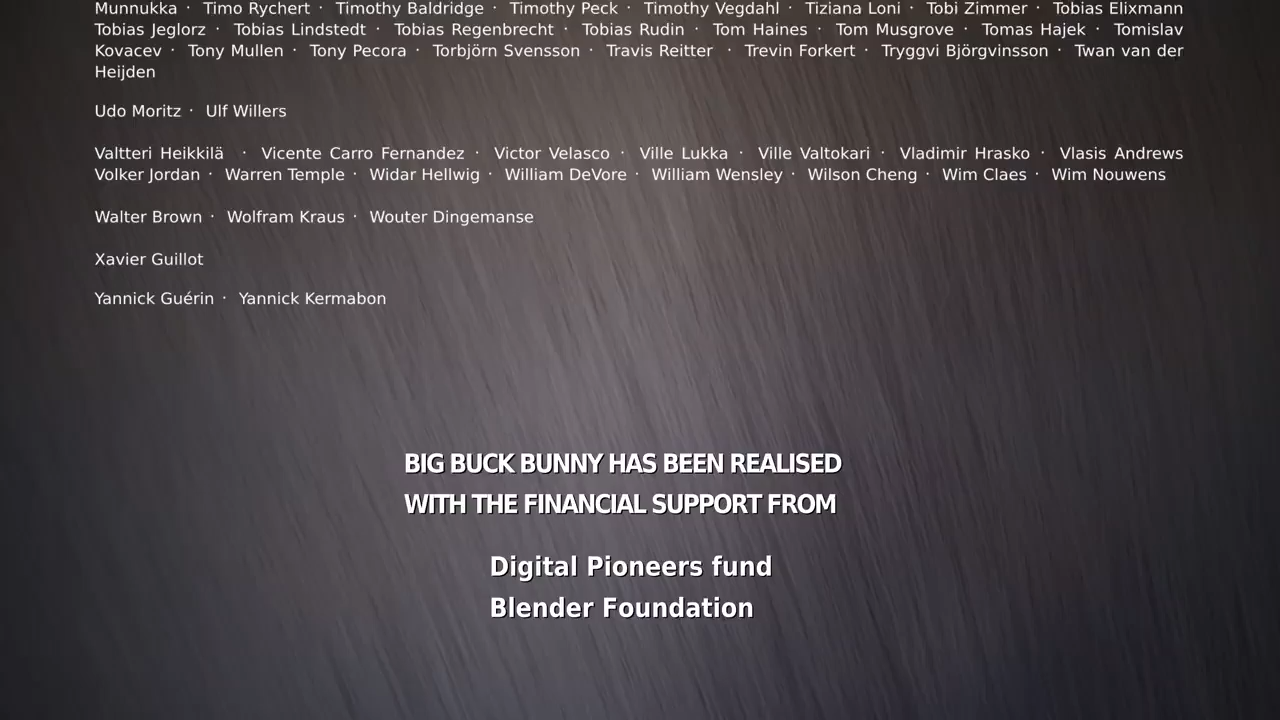 Munnukka · Timo Rychert · Timothy Baldridge · Timothy Peck · Timothy Vegdahl · Tiziana Loni · Tobi Zimmer · Tobias Elixmann
Tobias Jeglorz · Tobias Lindstedt · Tobias Regenbrecht · Tobias Rudin · Tom Haines · Tom Musgrove · Tomas Hajek · Tomislav
Kovacev · Tony Mullen · Tony Pecora · Torbjörn Svensson · Travis Reitter · Trevin Forkert · Tryggvi Björgvinsson · Twan van der
Heijden
Udo Moritz · Ulf Willers
Valtteri Heikkilä · Vicente Carro Fernandez · Victor Velasco · Ville Lukka · Ville Valtokari · Vladimir Hrasko · Vlasis Andrews
Volker Jordan · Warren Temple · Widar Hellwig · William DeVore · William Wensley · Wilson Cheng · Wim Claes · Wim Nouwens
Walter Brown · Wolfram Kraus · Wouter Dingemanse
Xavier Guillot
Yannick Guérin · Yannick Kermabon
BIG BUCK BUNNY HAS BEEN REALISED
WITH THE FINANCIAL SUPPORT FROM
Digital Pioneers fund
Blender Foundation